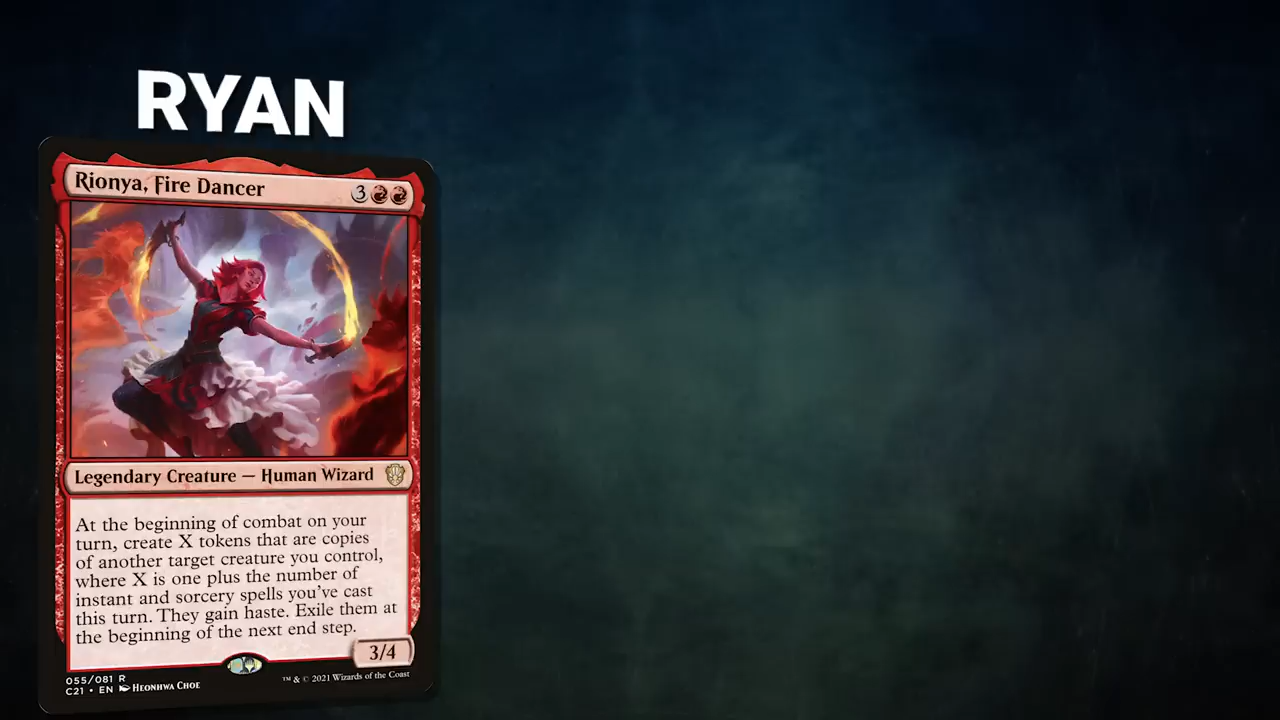 RYAN
Rionya, Fire Dancer 3
Legendary Creature — Human Wizard
At the beginning of combat on your
turn, create X tokens that are copies
of another target creature you control,
where X is one plus the number of
instant and sorcery spells you've cast
this turn. They gain haste. Exile them at
the beginning of the next end step.
3/4
055/081 R
C21 • EN Heonhwa Choe
™ & © 2021 Wizards of the Coast